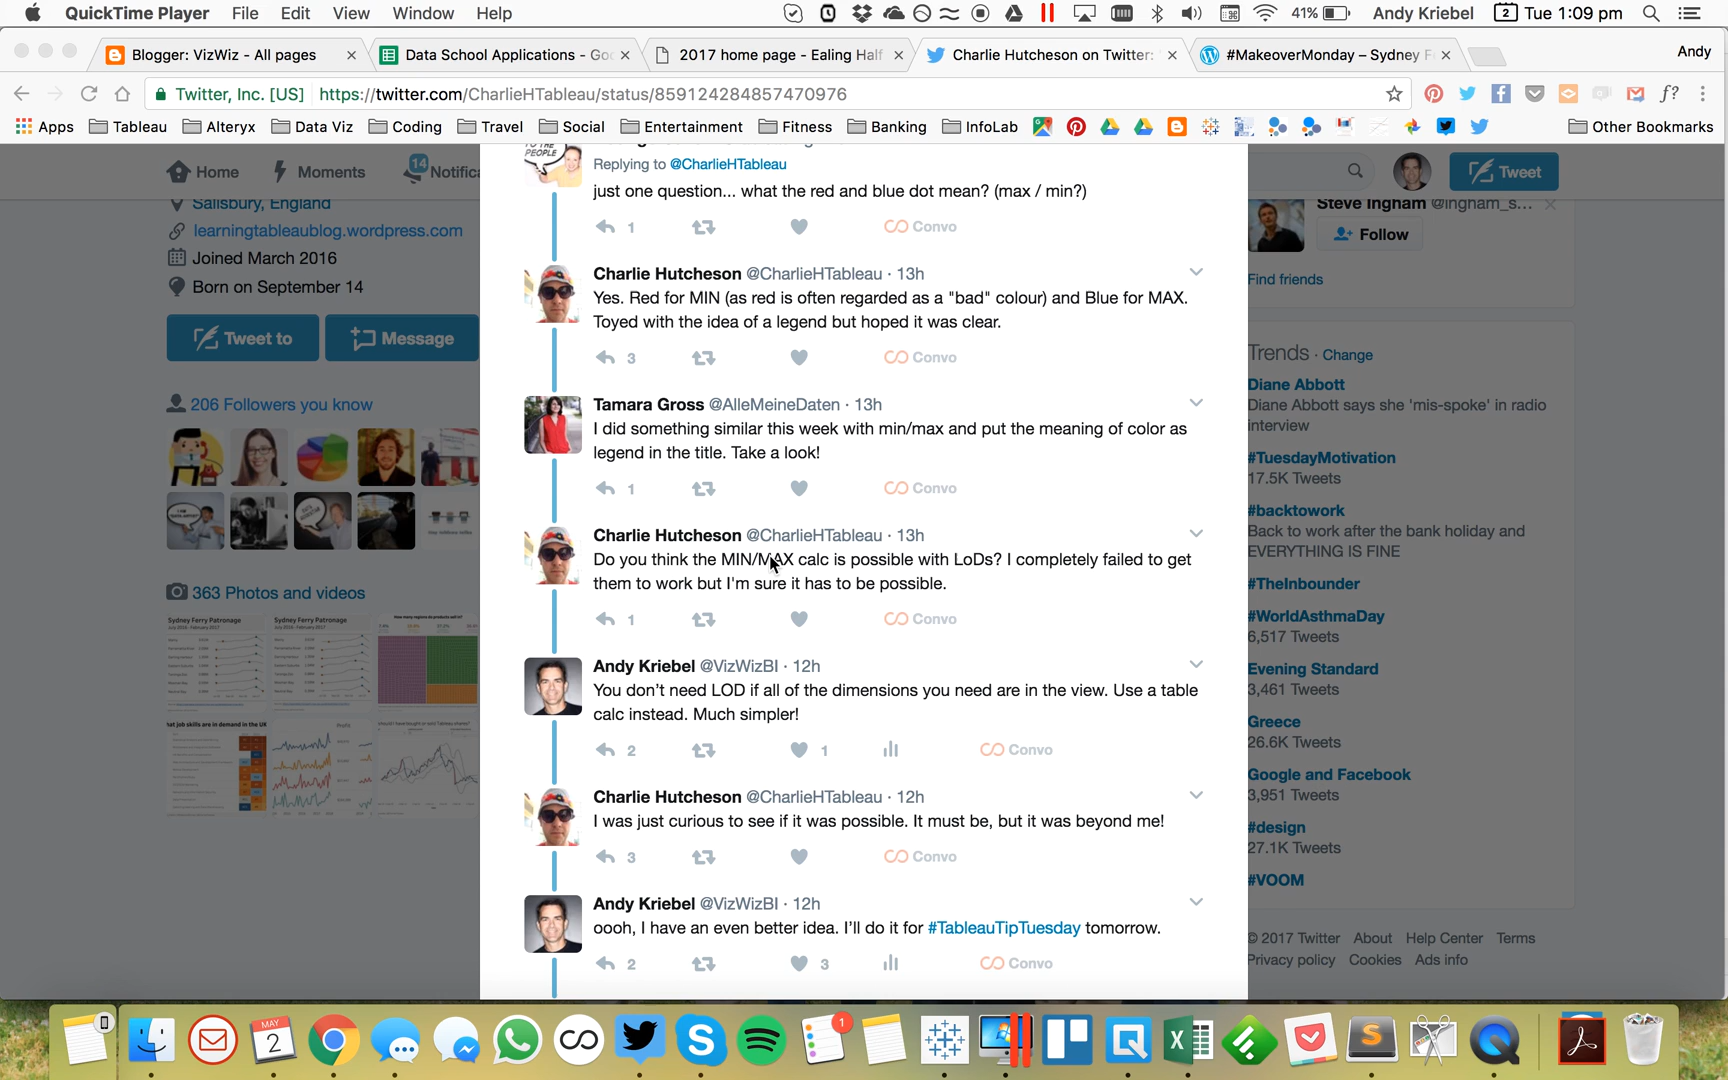 QuickTime Player File Edit View Window Help 41% Andy Kriebel 2 Tue 1:09 pm
Blogger: VizWiz - All pages × Data School Applications - Goo × 2017 home page - Ealing Half × Charlie Hutcheson on Twitter: × #MakeoverMonday – Sydney F × Andy
Twitter, Inc. [US] https://twitter.com/CharlieHTableau/status/859124284857470976 f?
Apps Tableau Alteryx Data Viz Coding Travel Social Entertainment Fitness Banking InfoLab Other Bookmarks
Home Moments 14 Notifica Tweet
Salisbury, England
learningtableaublog.wordpress.com
Joined March 2016
Born on September 14
Tweet to Message
206 Followers you know
363 Photos and videos
Sydney Ferry Patronage
Sydney Ferry Patronage
TO THE
PEOPLE
Replying to @CharlieHTableau
just one question... what the red and blue dot mean? (max / min?)
1 Convo
Charlie Hutcheson @CharlieHTableau · 13h
Yes. Red for MIN (as red is often regarded as a "bad" colour) and Blue for MAX.
Toyed with the idea of a legend but hoped it was clear.
3 Convo
Tamara Gross @AlleMeineDaten · 13h
I did something similar this week with min/max and put the meaning of color as
legend in the title. Take a look!
1 Convo
Charlie Hutcheson @CharlieHTableau · 13h
Do you think the MIN/MAX calc is possible with LoDs? I completely failed to get
them to work but I'm sure it has to be possible.
1 Convo
Andy Kriebel @VizWizBI · 12h
You don't need LOD if all of the dimensions you need are in the view. Use a table
calc instead. Much simpler!
2 1 Convo
Charlie Hutcheson @CharlieHTableau · 12h
I was just curious to see if it was possible. It must be, but it was beyond me!
3 Convo
Andy Kriebel @VizWizBI · 12h
oooh, I have an even better idea. I'll do it for #TableauTipTuesday tomorrow.
2 3 Convo
Steve Ingham @ingham_s... ×
Follow
Find friends
Trends · Change
Diane Abbott
Diane Abbott says she 'mis-spoke' in radio
interview
#TuesdayMotivation
17.5K Tweets
#backtowork
Back to work after the bank holiday and
EVERYTHING IS FINE
#TheInbounder
#WorldAsthmaDay
6,517 Tweets
Evening Standard
3,461 Tweets
Greece
26.6K Tweets
Google and Facebook
3,951 Tweets
#design
27.1K Tweets
#VOOM
© 2017 Twitter About Help Center Terms
Privacy policy Cookies Ads info
MAY
2
1